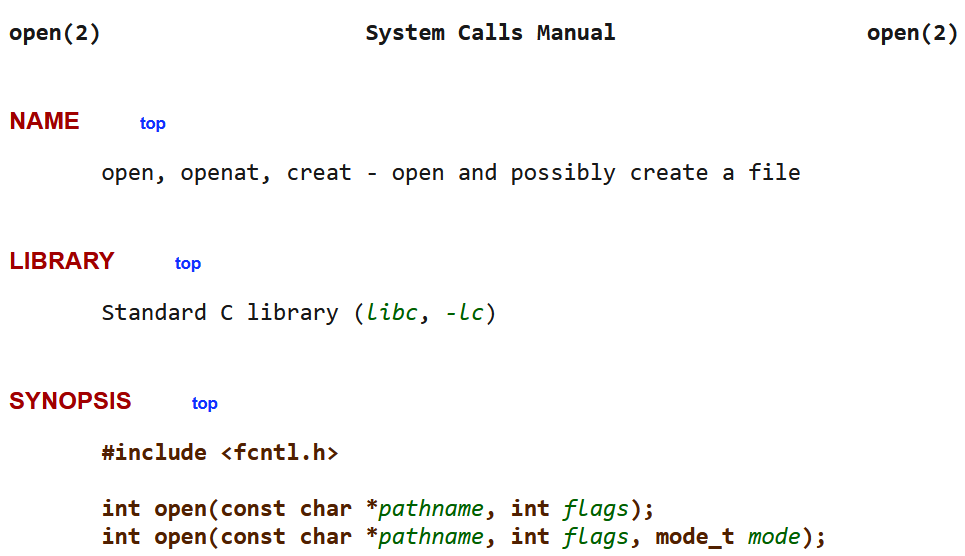 open(2) System Calls Manual open(2)
NAME top
open, openat, creat - open and possibly create a file
LIBRARY top
Standard C library (libc, -lc)
SYNOPSIS top
#include <fcntl.h>
int open(const char *pathname, int flags);
int open(const char *pathname, int flags, mode_t mode);